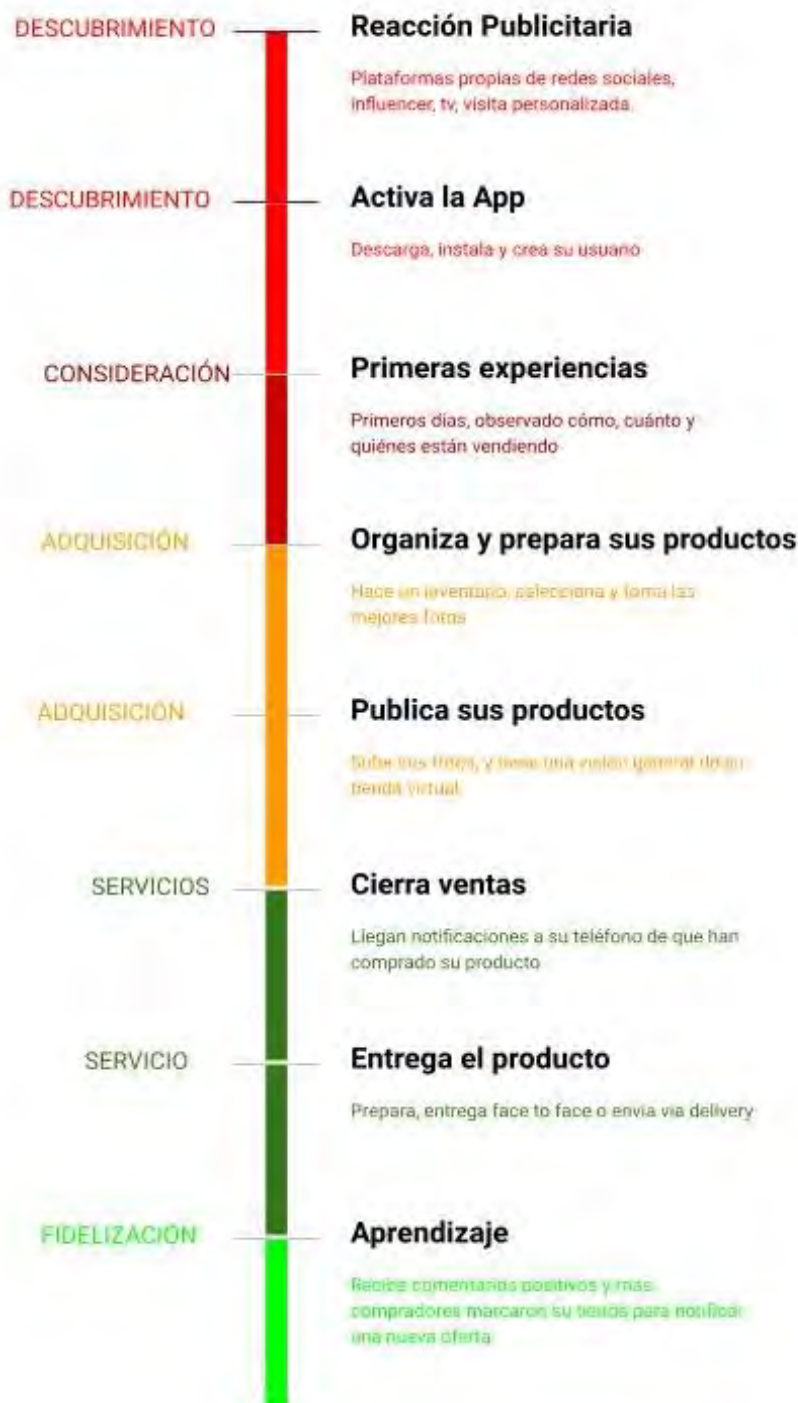 DESCUBRIMIENTO
Reacción Publicitaria
Plataformas propias de redes sociales,
influencer, tv, visita personalizada.
DESCUBRIMIENTO
Activa la App
Descarga, instala y crea su usuario
CONSIDERACIÓN
Primeras experiencias
Primeros días, observado cómo, cuánto y
quiénes están vendiendo
ADQUISICIÓN
Organiza y prepara sus productos
Hace un inventario, selecciona y toma las
mejores fotos
ADQUISICIÓN
Publica sus productos
Sube sus fotos, y tiene una visión general de su
tienda virtual.
SERVICIOS
Cierra ventas
Llegan notificaciones a su teléfono de que han
comprado su producto
SERVICIO
Entrega el producto
Prepara, entrega face to face o envia via delivery
FIDELIZACIÓN
Aprendizaje
Recibe comentarios positivos y mas
compradores marcaron su tienda para notificar
una nueva oferta